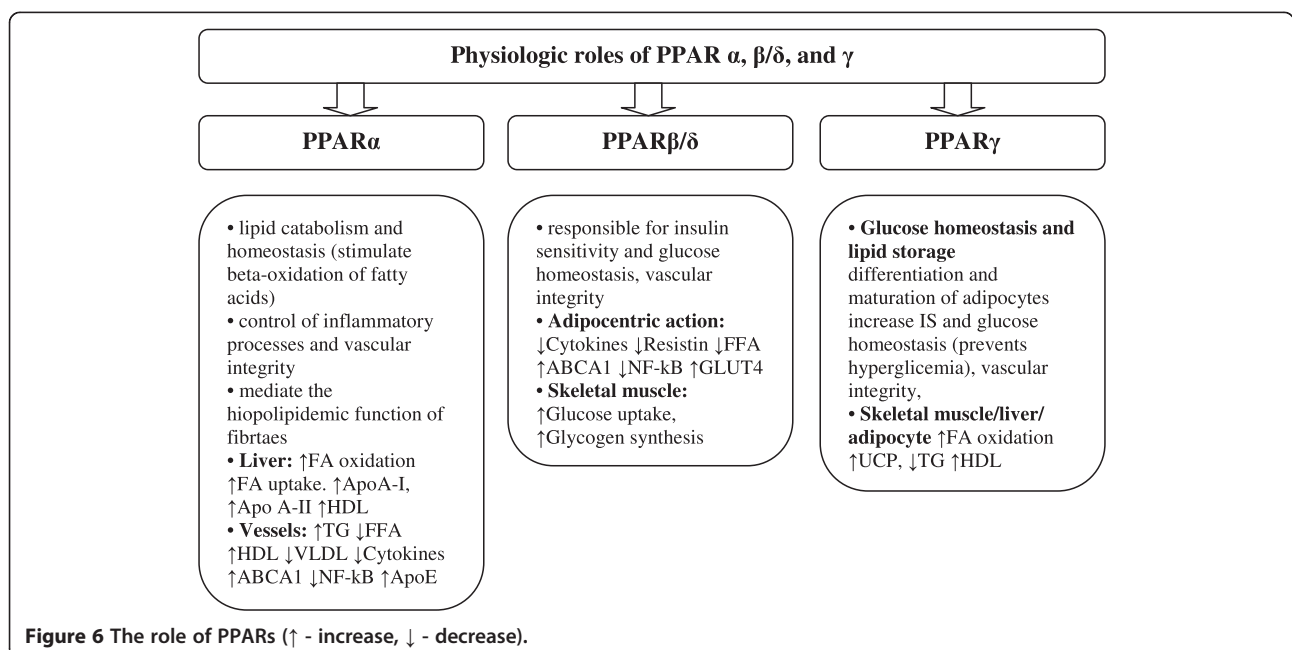 Physiologic roles of PPAR α, β/δ, and γ
PPARα
PPARβ/δ
PPARγ
• lipid catabolism and
homeostasis (stimulate
beta-oxidation of fatty
acids)
• control of inflammatory
processes and vascular
integrity
• mediate the
hiopolipidemic function of
fibrtaes
• Liver: ↑FA oxidation
↑FA uptake. ↑ApoA-I,
↑Apo A-II ↑HDL
• Vessels: ↑TG ↓FFA
↑HDL ↓VLDL ↓Cytokines
↑ABCA1 ↓NF-kB ↑ApoE
• responsible for insulin
sensitivity and glucose
homeostasis, vascular
integrity
• Adipocentric action:
↓Cytokines ↓Resistin ↓FFA
↑ABCA1 ↓NF-kB ↑GLUT4
• Skeletal muscle:
↑Glucose uptake,
↑Glycogen synthesis
• Glucose homeostasis and
lipid storage
differentiation and
maturation of adipocytes
increase IS and glucose
homeostasis (prevents
hyperglicemia), vascular
integrity,
• Skeletal muscle/liver/
adipocyte ↑FA oxidation
↑UCP, ↓TG ↑HDL
Figure 6 The role of PPARs (↑ - increase, ↓ - decrease).